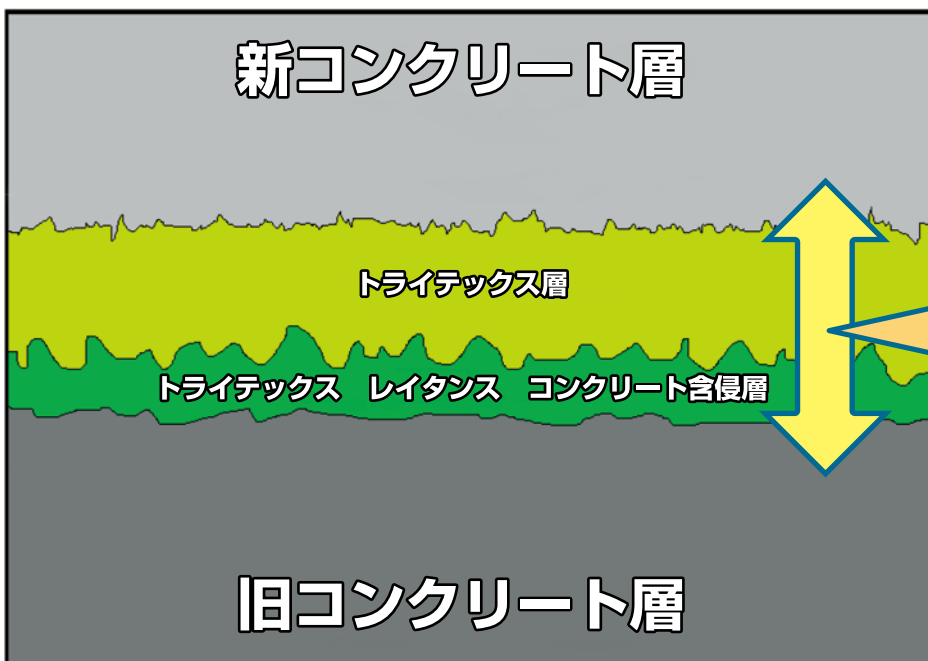 新コンクリート層
トライテックス層
トライテックス　レイタンス　コンクリート含侵層
旧コンクリート層